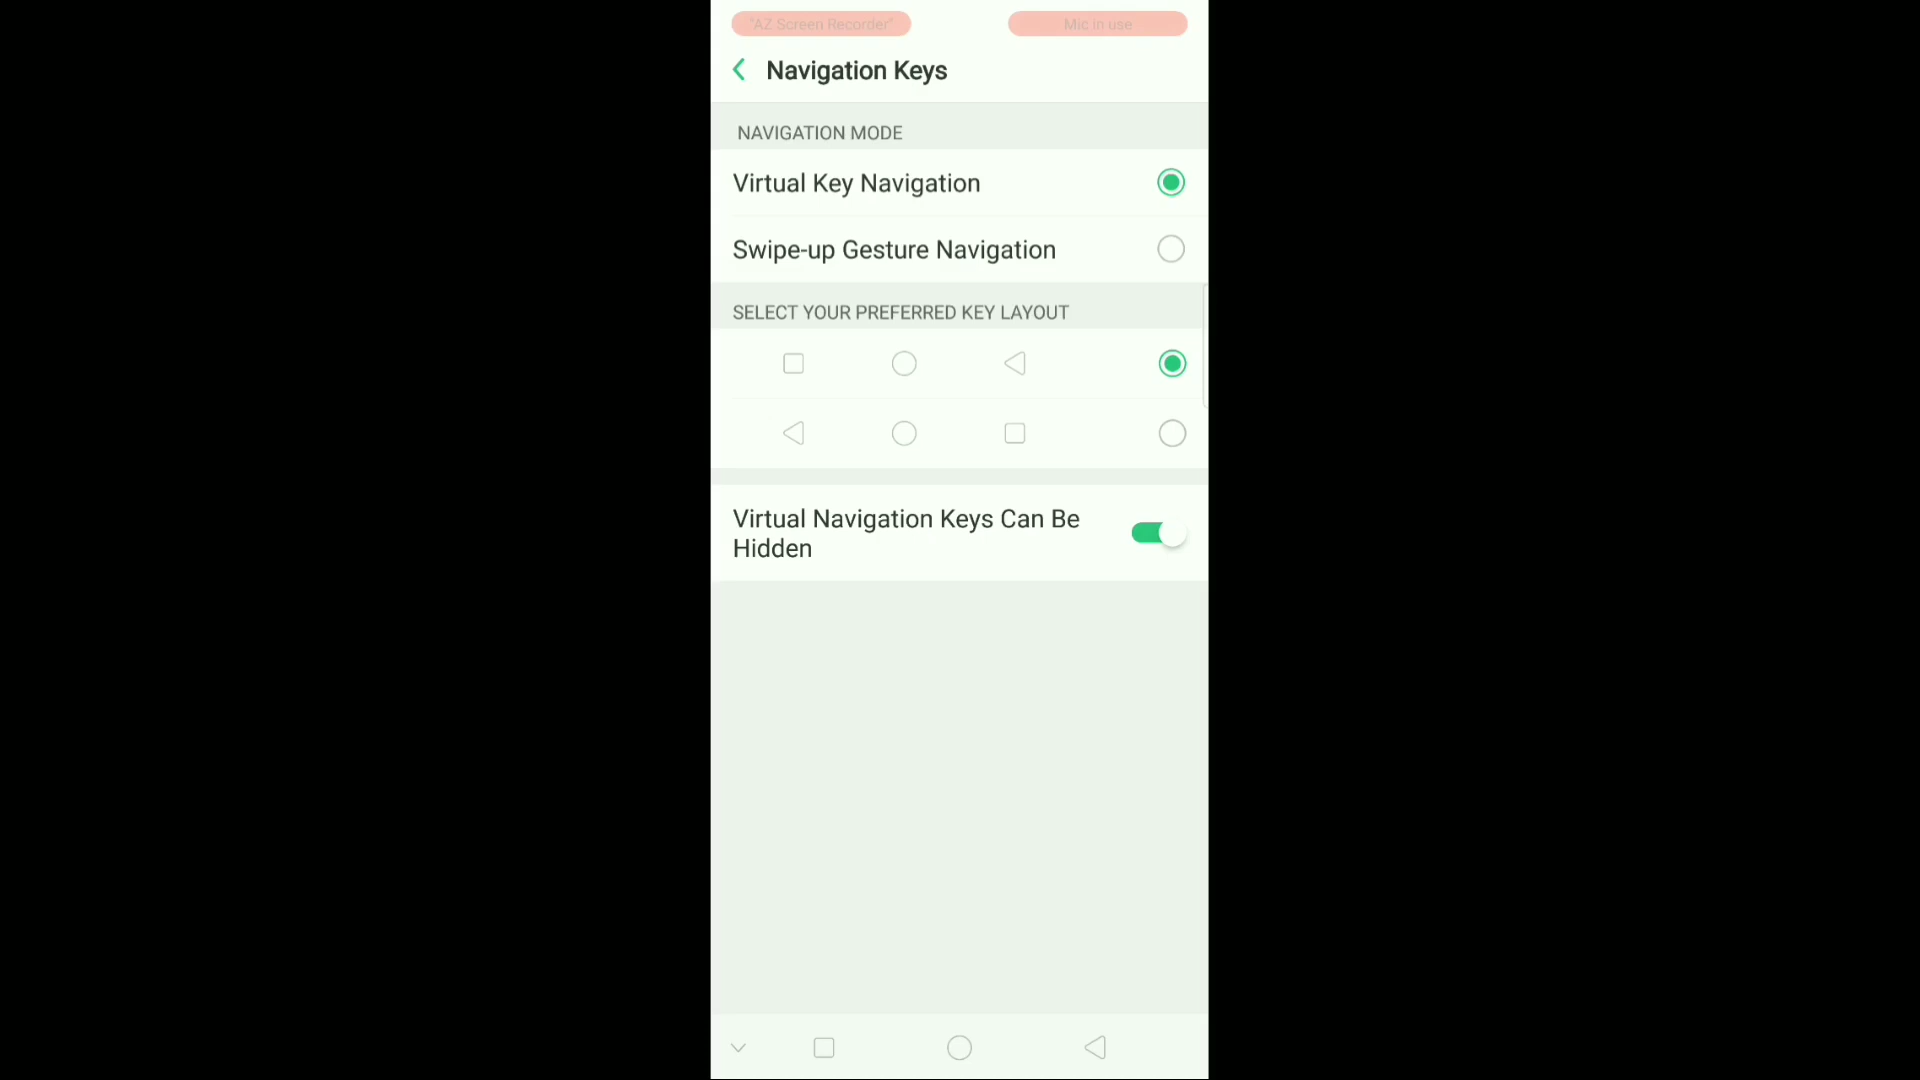 "AZ Screen Recorder"
Mic in use
Navigation Keys
NAVIGATION MODE
Virtual Key Navigation
Swipe-up Gesture Navigation
SELECT YOUR PREFERRED KEY LAYOUT
Virtual Navigation Keys Can Be
Hidden